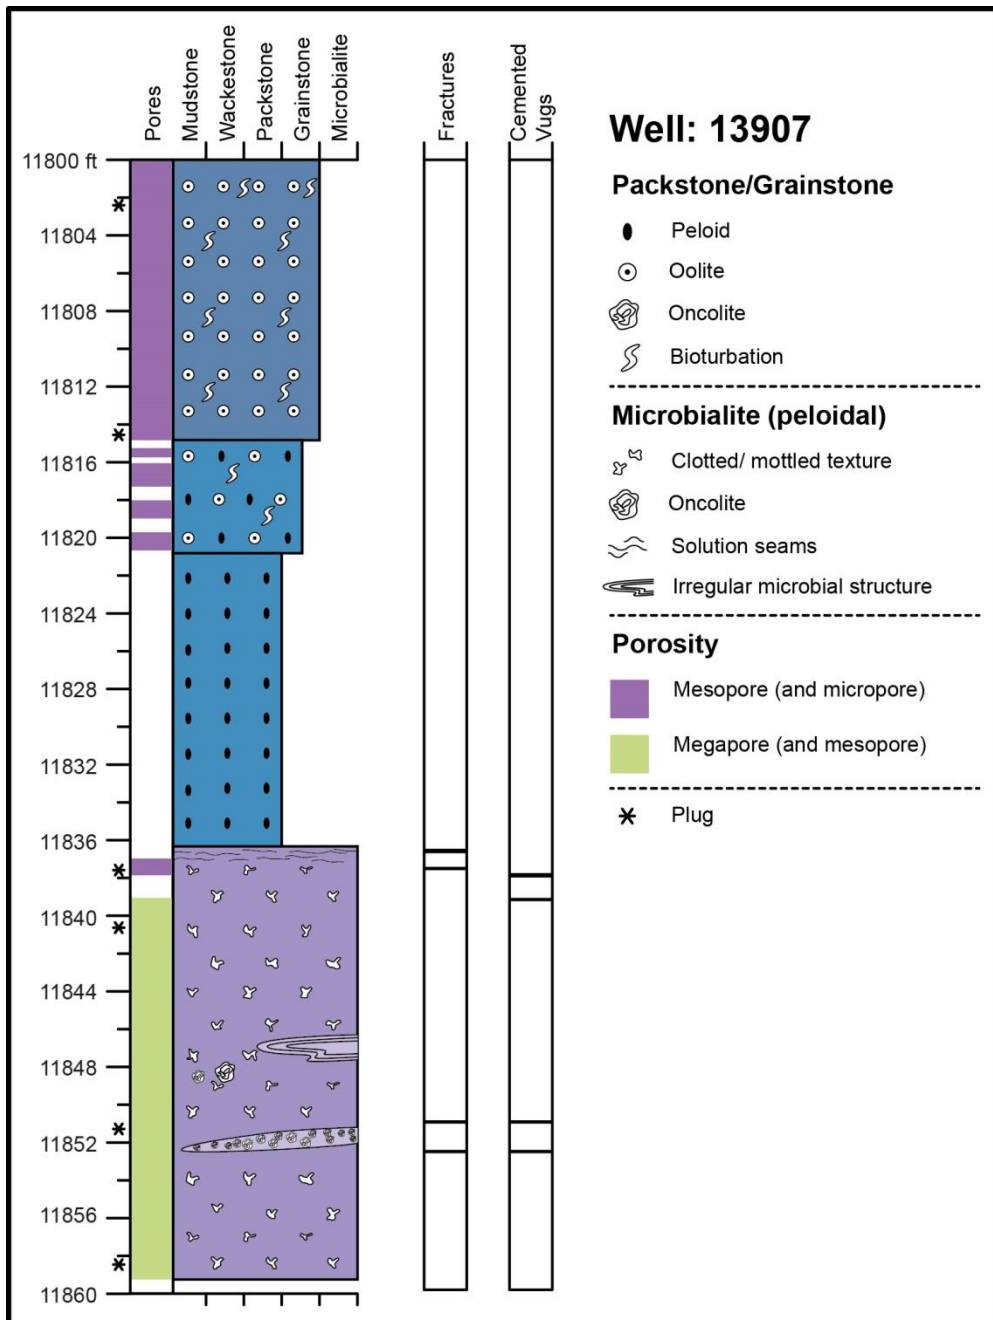 Pores
Mudstone
Wackestone
Packstone
Grainstone
Microbialite
Fractures
Cemented
Vugs
11800 ft
11804
11808
11812
11816
11820
11824
11828
11832
11836
11840
11844
11848
11852
11856
11860
Well: 13907
Packstone/Grainstone
Peloid
Oolite
Oncolite
Bioturbation
Microbialite (peloidal)
Clotted/ mottled texture
Oncolite
Solution seams
Irregular microbial structure
Porosity
Mesopore (and micropore)
Megapore (and mesopore)
Plug